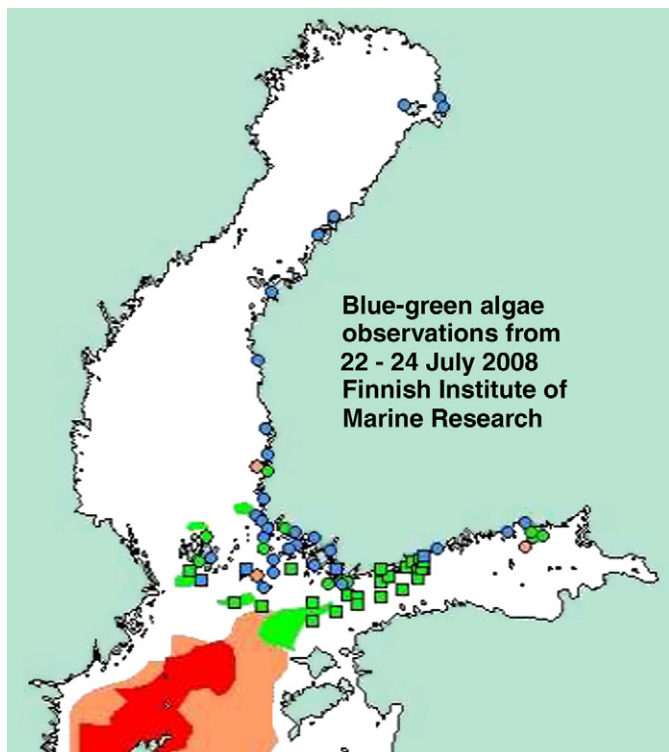 Blue-green algae
observations from
22 - 24 July 2008
Finnish Institute of
Marine Research